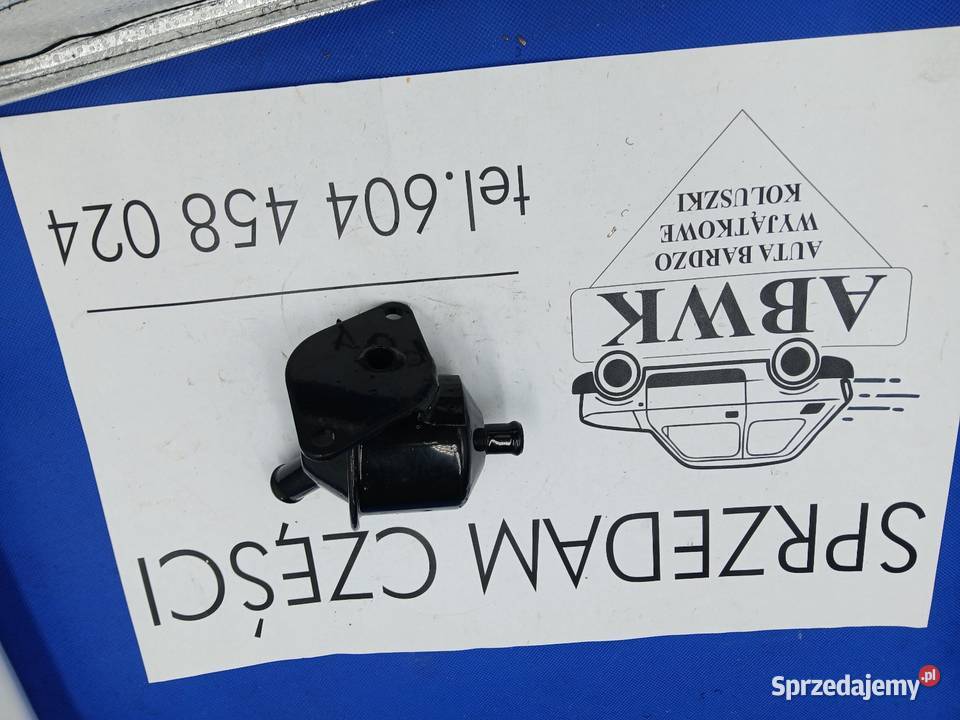 SPRZEDAM CZĘŚCI
ABWK
AUTA BARDZO
WYJĄTKOWE
KOLUSZKI
tel.604 458 024
Sprzedajemy.pl